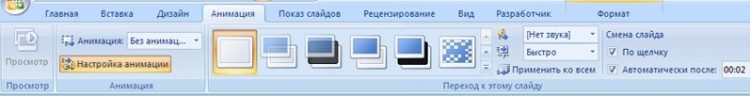 Главная Вставка Дизайн Анимация Показ слайдов Рецензирование Вид Разработчик Формат
Просмотр
Анимация: Без анимац...
Настройка анимации
[Нет звука]
Быстро
Применить ко всем
Смена слайда
По щелчку
Автоматически после: 00:02
Просмотр Анимация Переход к этому слайду